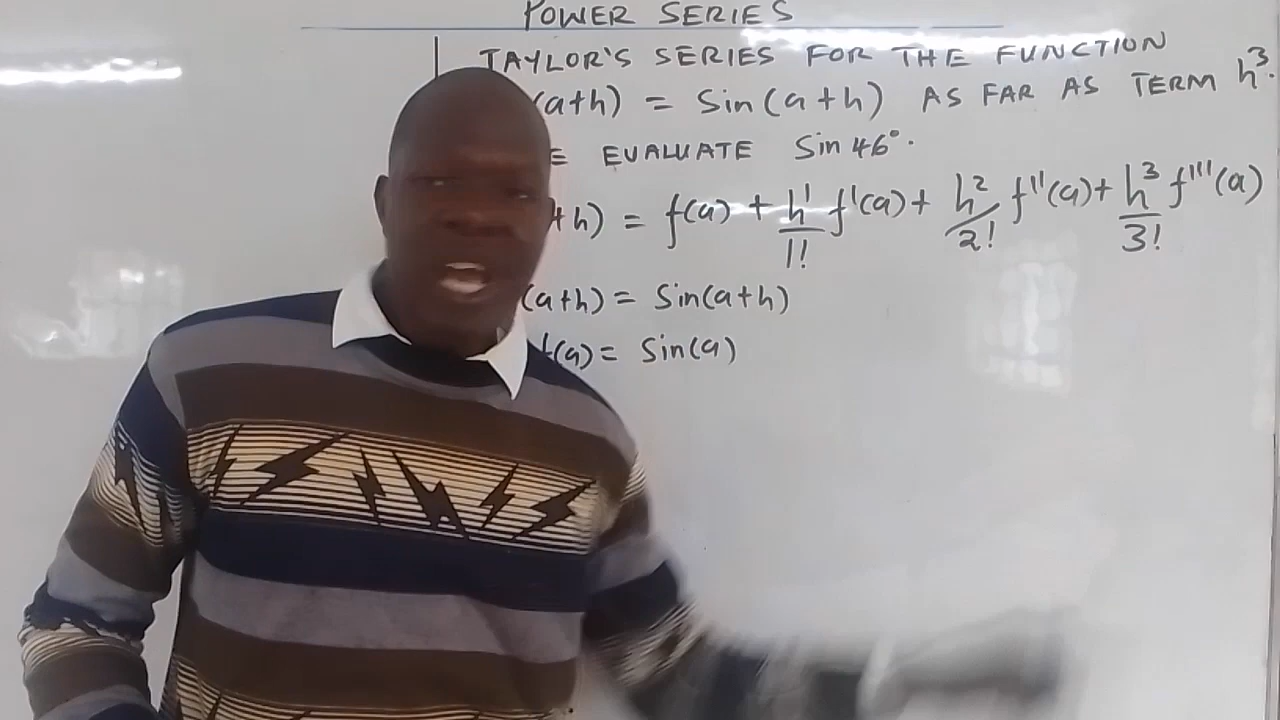 POWER SERIES
TAYLOR'S SERIES FOR THE FUNCTION
(a+h) = Sin(a+h) AS FAR AS TERM h³.
EVALUATE Sin 46°.
h) = f(a) + h¹/1! f'(a) + h²/2! f''(a) + h³/3! f'''(a)
(a+h) = Sin(a+h)
f(a) = Sin(a)